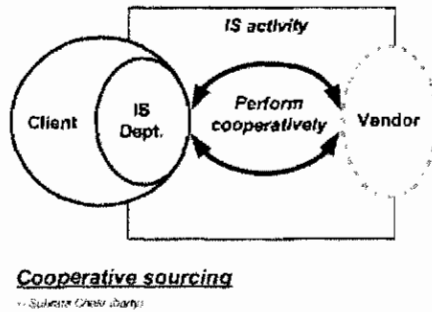 IS activity
Client
IS
Dept.
Perform
cooperatively
Vendor
Cooperative sourcing